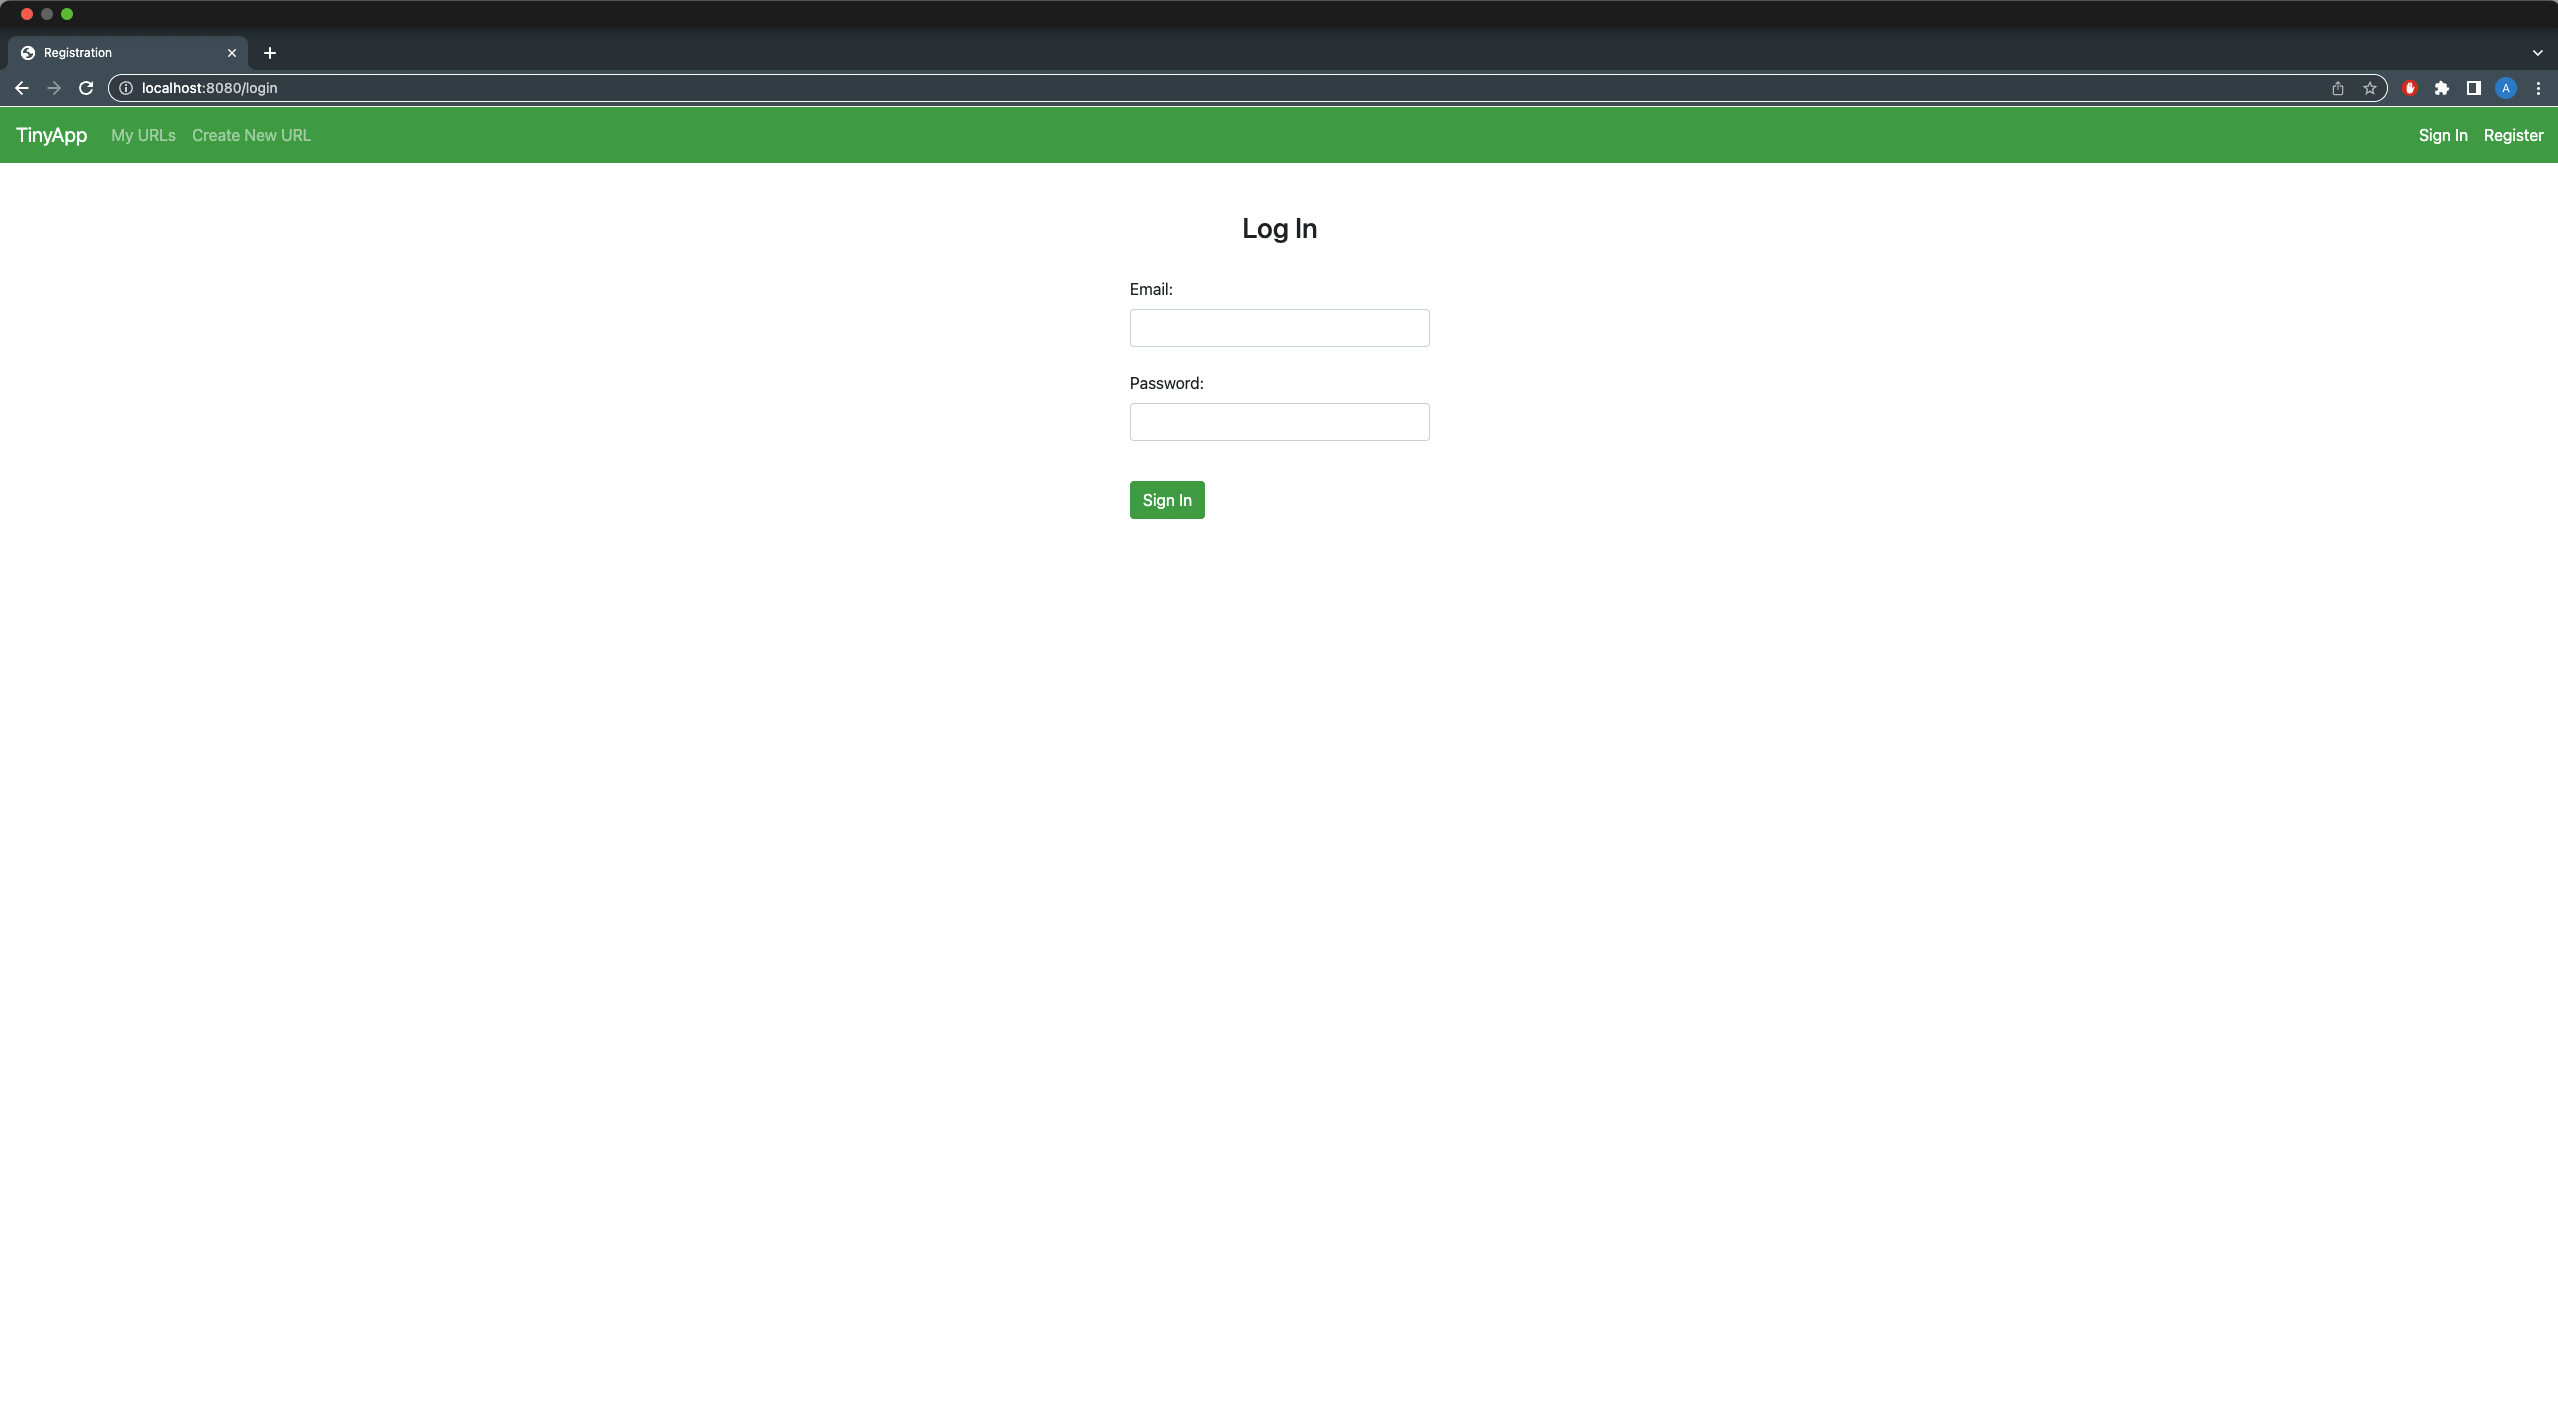 Registration
localhost:8080/login
A
TinyApp My URLs Create New URL Sign In Register
Log In
Email:
Password:
Sign In